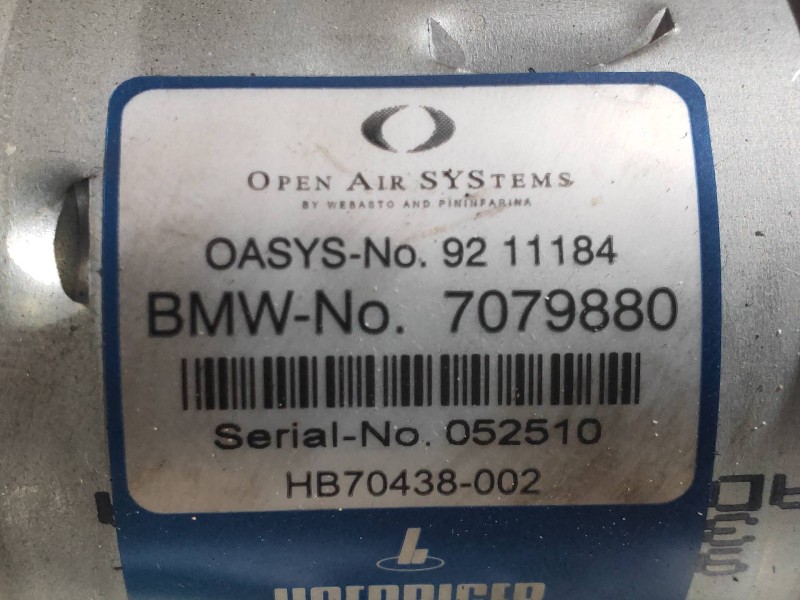 OPEN AIR SYSTEMS
BY WEBASTO AND PININFARINA
OASYS-No. 92 11184
BMW-No. 7079880
Serial-No. 052510
HB70438-002
HOERBIGER